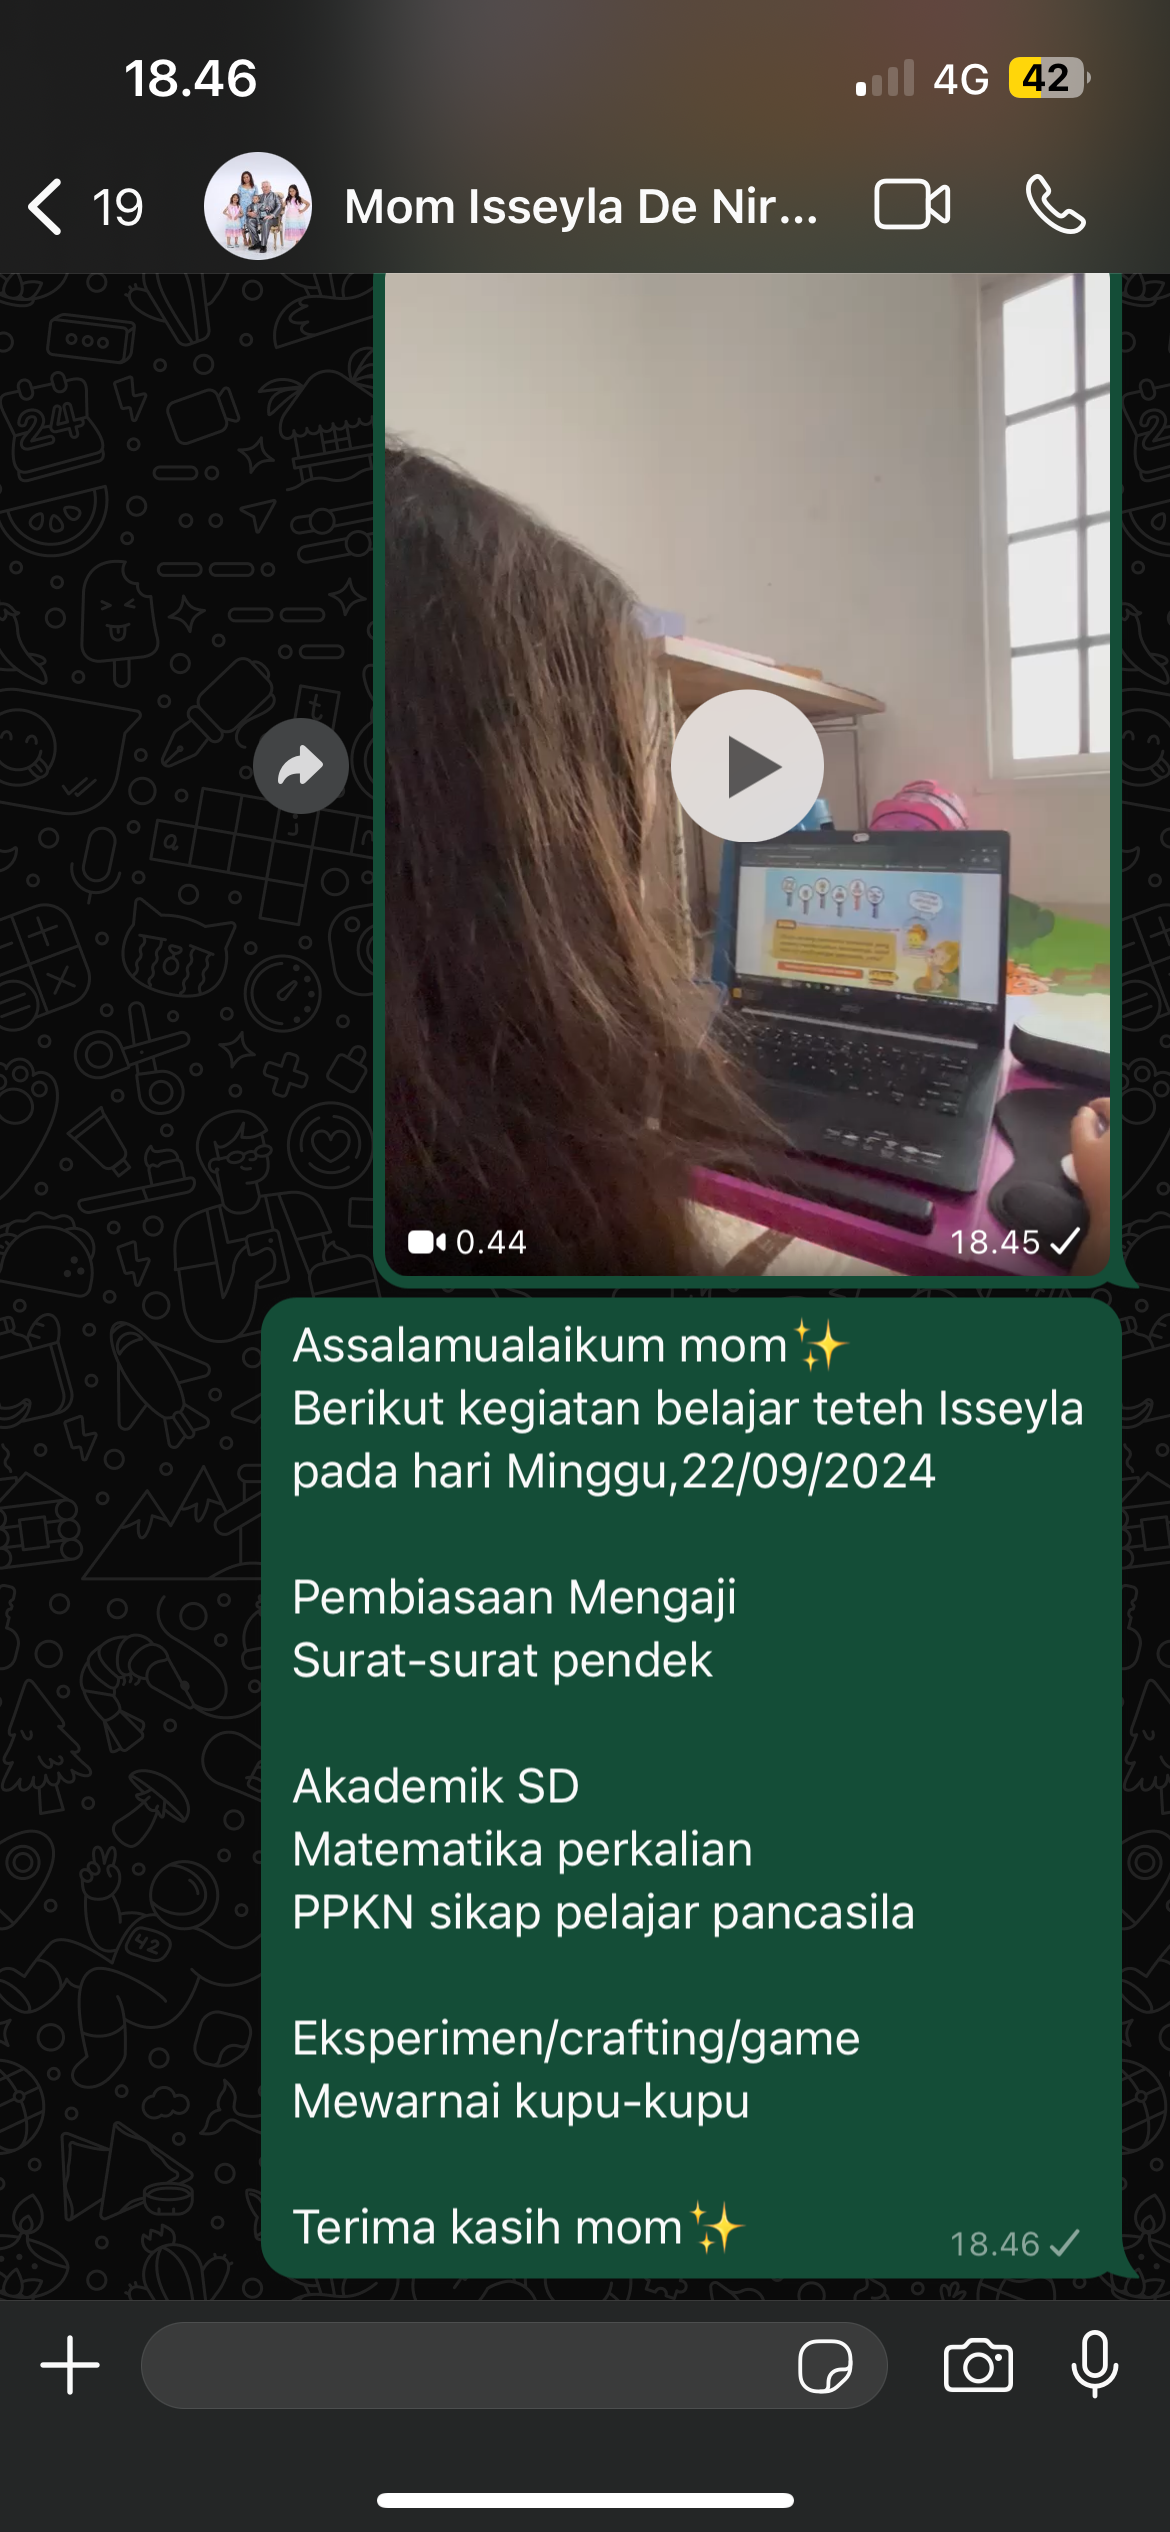 18.46
4G
42
19
Mom Isseyla De Nir...
0.44
18.45
Assalamualaikum mom✨
Berikut kegiatan belajar teteh Isseyla
pada hari Minggu,22/09/2024
Pembiasaan Mengaji
Surat-surat pendek
Akademik SD
Matematika perkalian
PPKN sikap pelajar pancasila
Eksperimen/crafting/game
Mewarnai kupu-kupu
Terima kasih mom✨
18.46